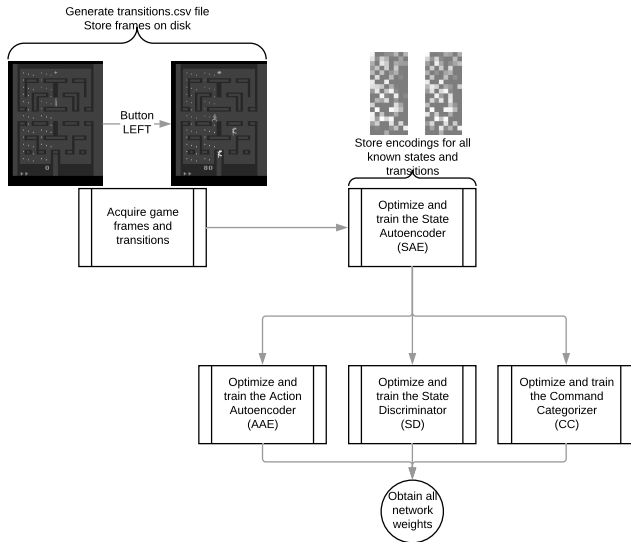 Generate transitions.csv file
Store frames on disk
Button
LEFT
0
80
Store encodings for all
known states and
transitions
Acquire game
frames and
transitions
Optimize and
train the State
Autoencoder
(SAE)
Optimize and
train the Action
Autoencoder
(AAE)
Optimize and
train the State
Discriminator
(SD)
Optimize and train
the Command
Categorizer
(CC)
Obtain all
network
weights